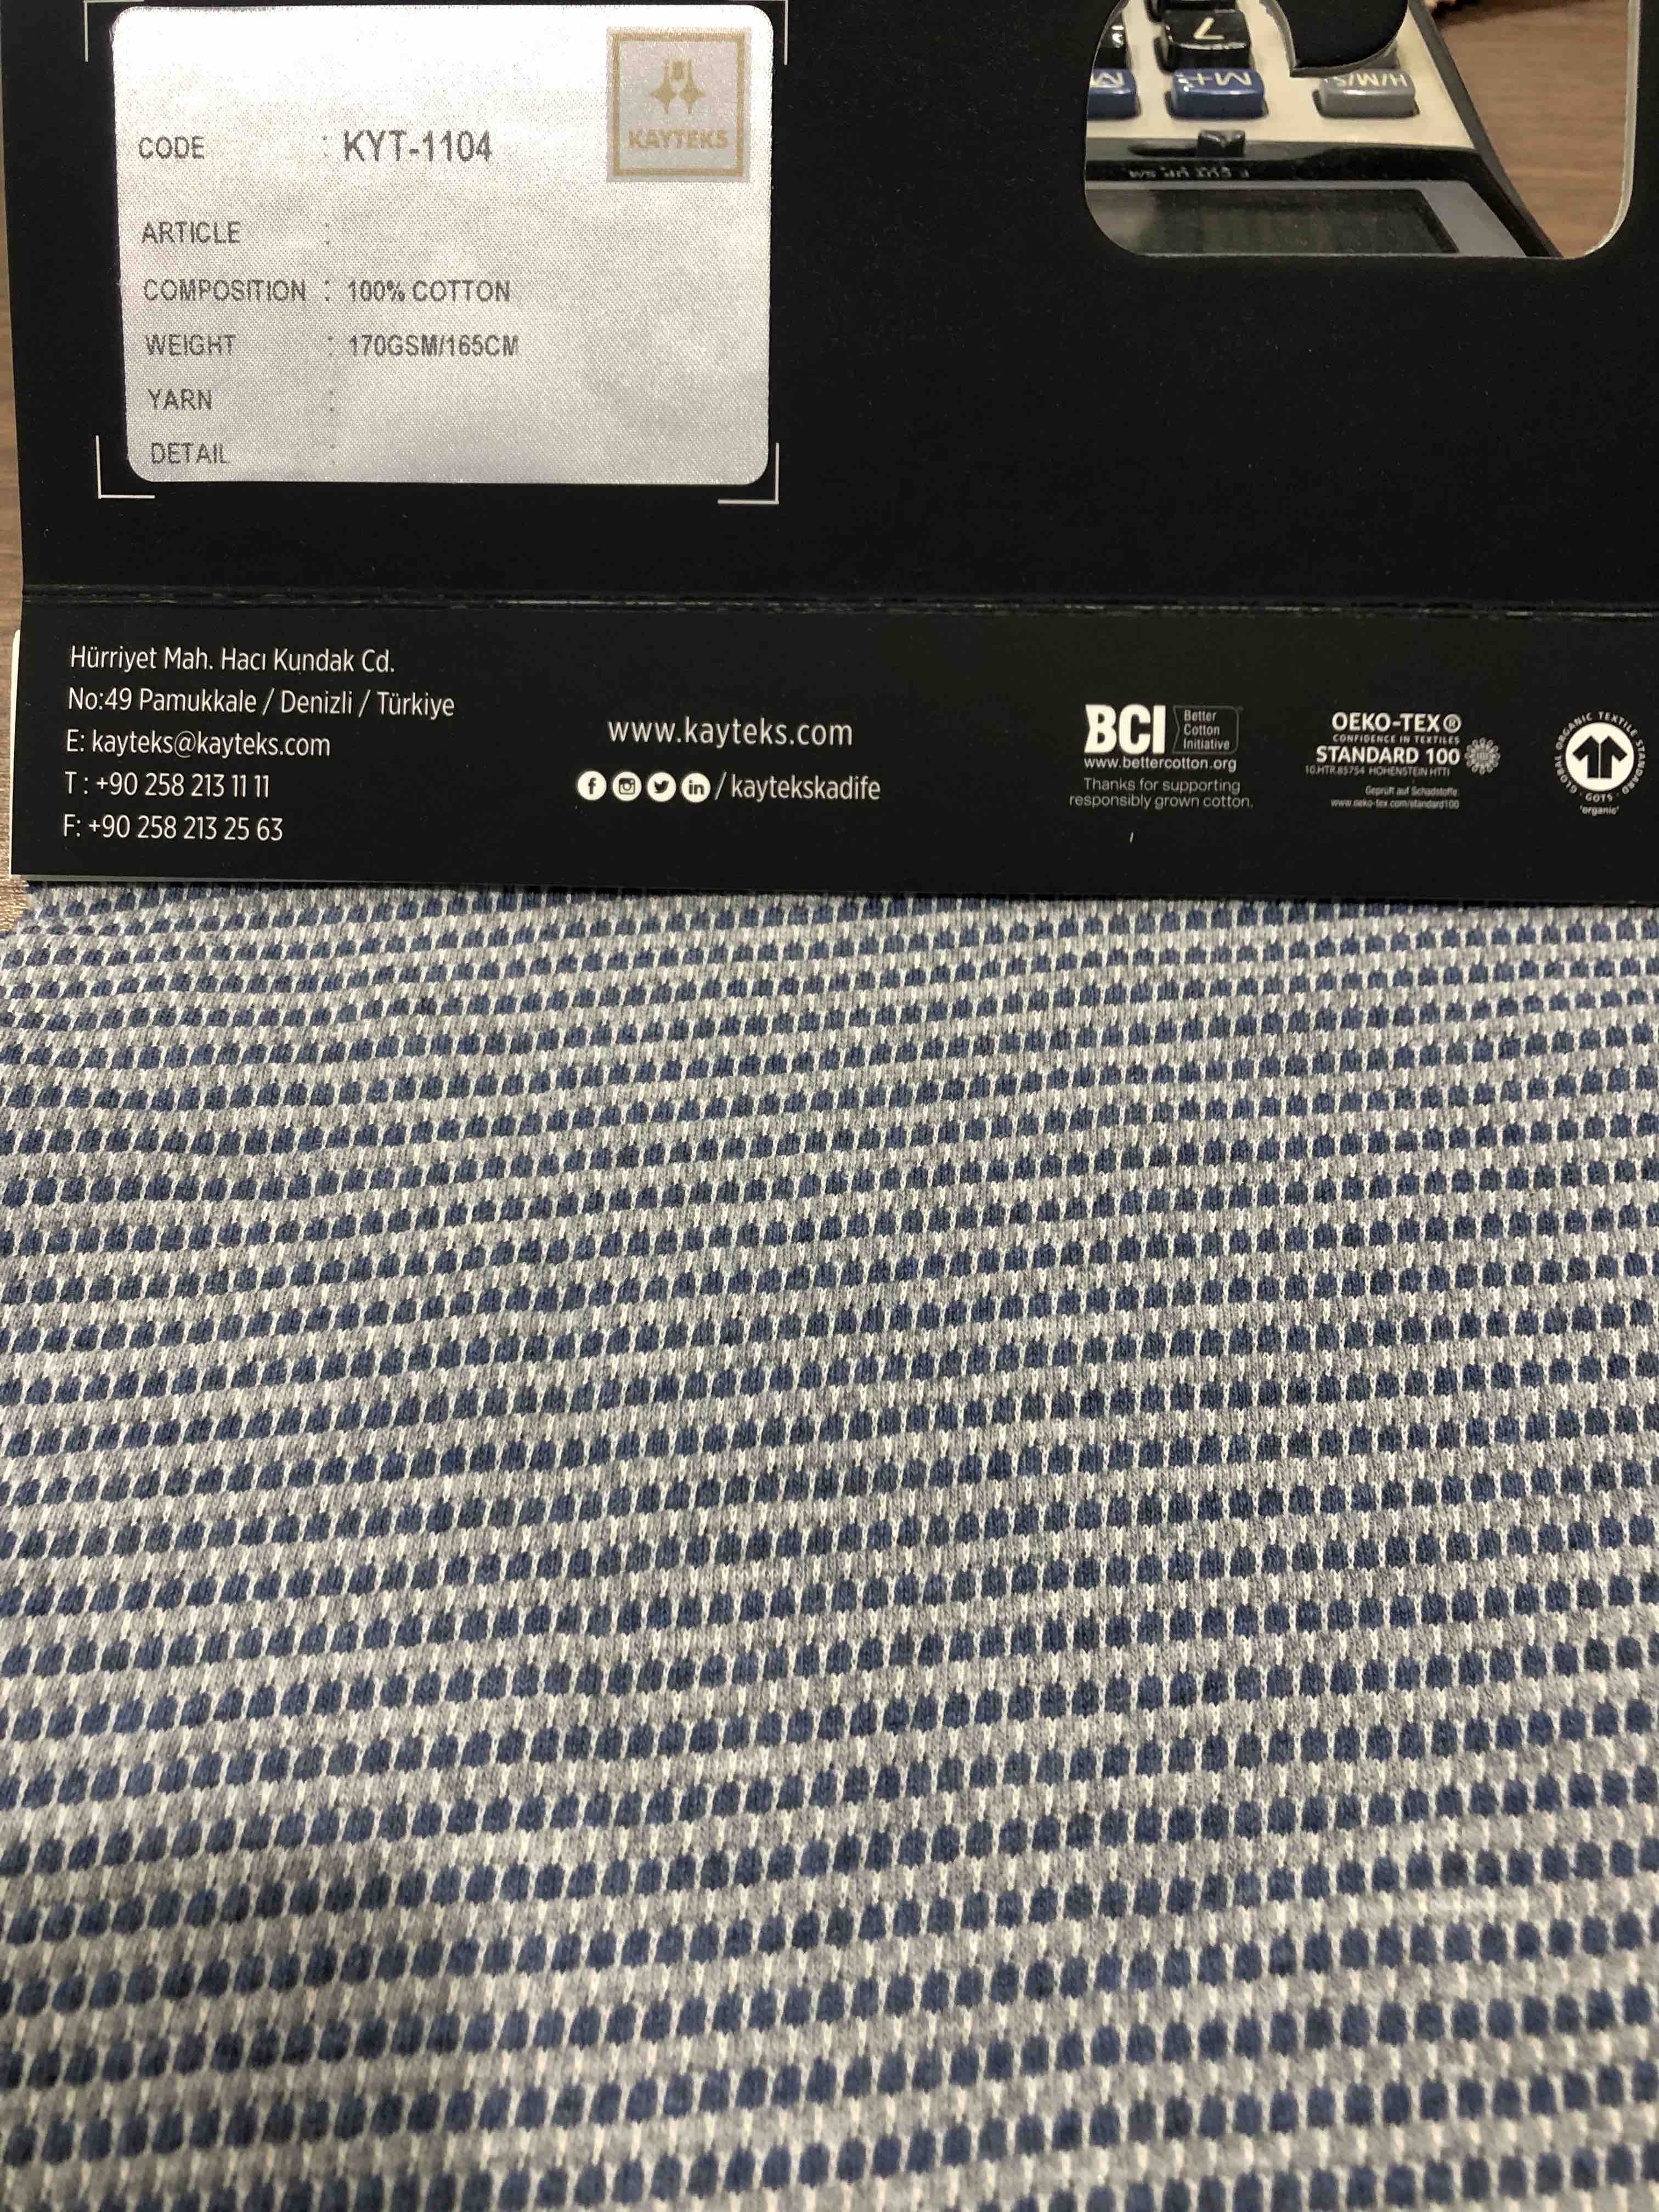 KAYTEKS
CODE : KYT-1104
ARTICLE :
COMPOSITION : 100% COTTON
WEIGHT : 170GSM/165CM
YARN :
DETAIL :
7
M+
H/M/S
Hürriyet Mah. Hacı Kundak Cd.
No:49 Pamukkale / Denizli / Türkiye
E: kayteks@kayteks.com
T : +90 258 213 11 11
F: +90 258 213 25 63
www.kayteks.com
/ kaytekskadife
BCI Better Cotton Initiative
www.bettercotton.org
Thanks for supporting
responsibly grown cotton.
OEKO-TEX®
CONFIDENCE IN TEXTILES
STANDARD 100
10.HTR.85754 HOHENSTEIN HTTI
Geprüft auf Schadstoffe.
www.oeko-tex.com/standard100
GLOBAL ORGANIC TEXTILE STANDARD
· GOTS ·
'organic'